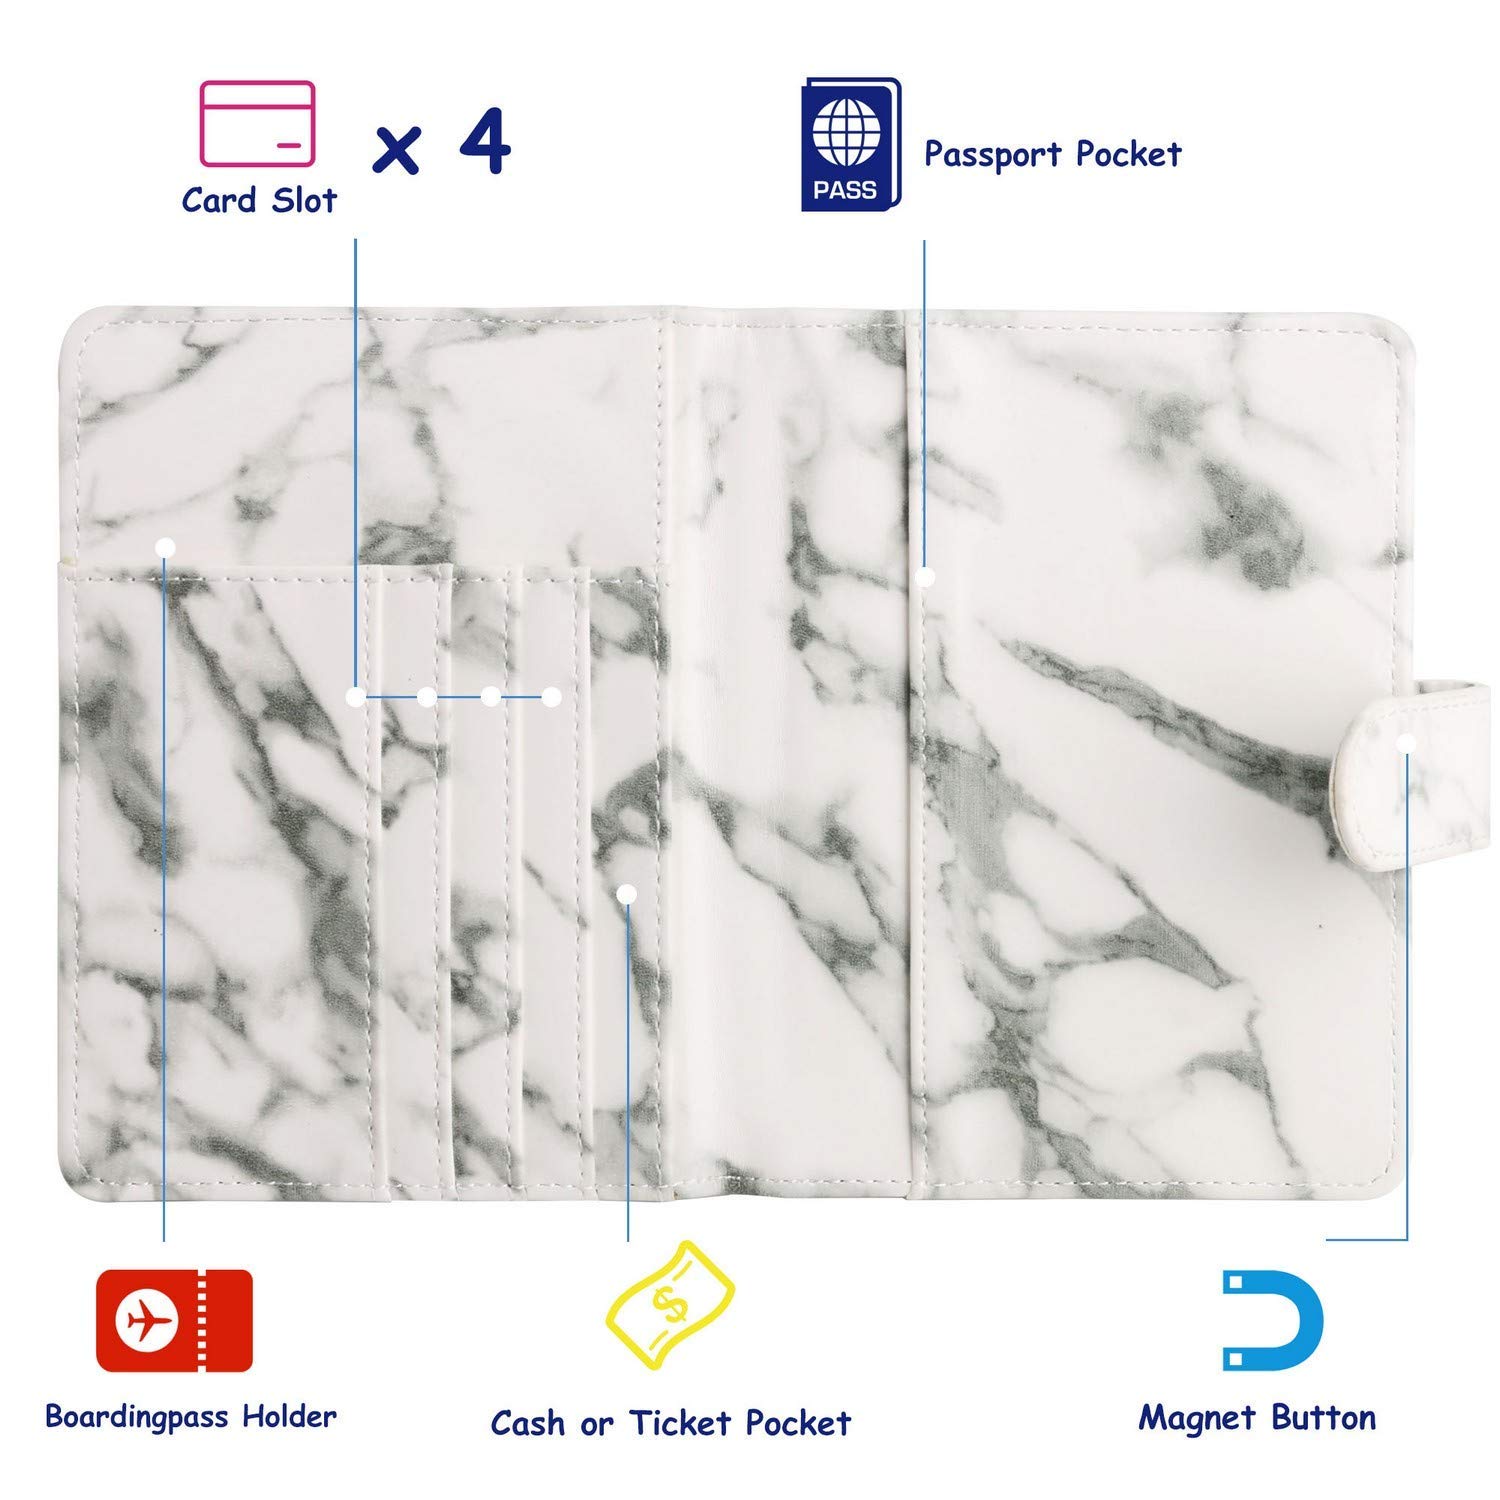 Card Slot
x 4
PASS
Passport Pocket
Boardingpass Holder
Cash or Ticket Pocket
Magnet Button